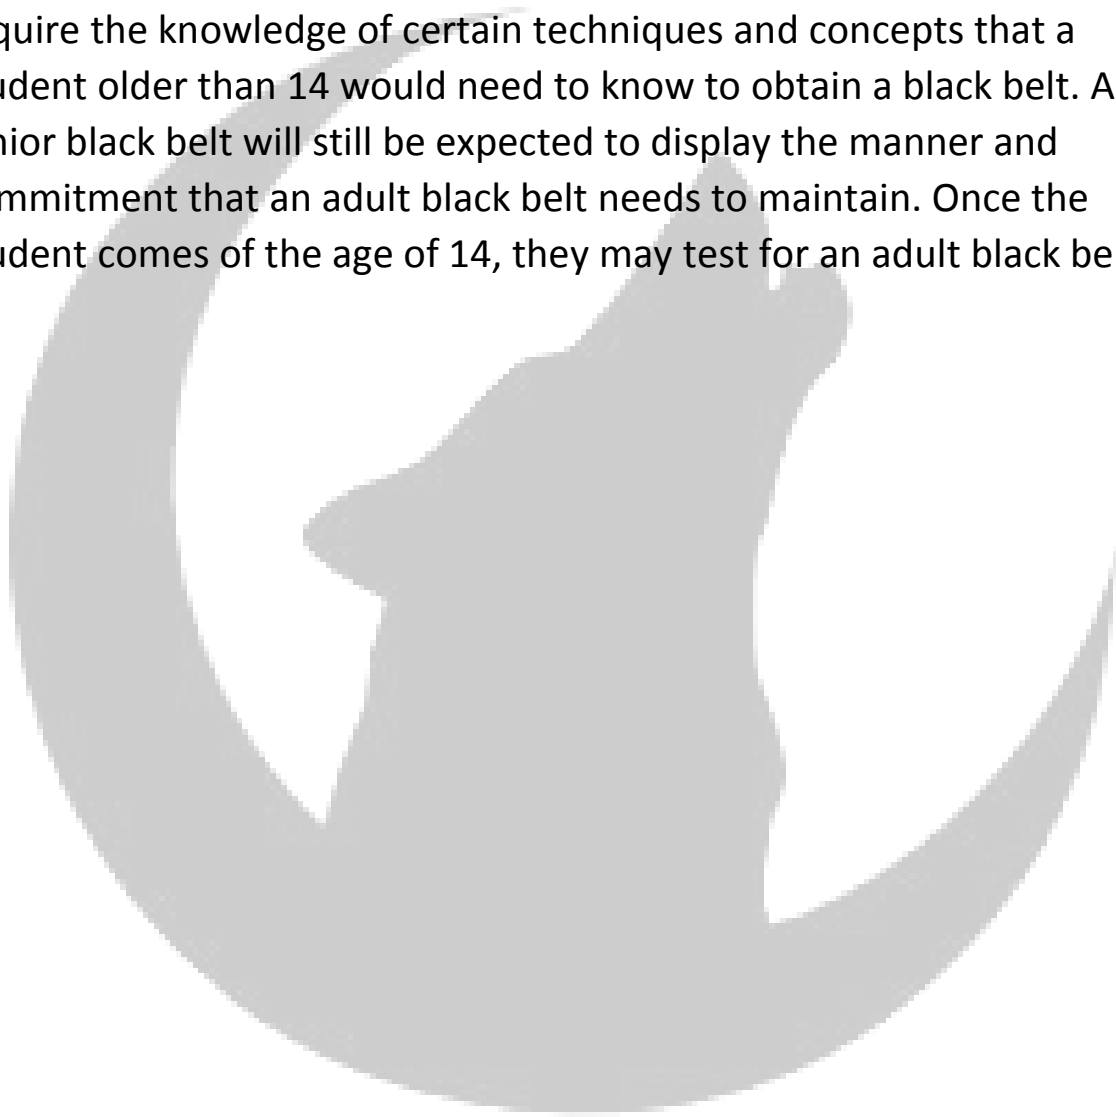 quire the knowledge of certain techniques and concepts that a
udent older than 14 would need to know to obtain a black belt. A
nior black belt will still be expected to display the manner and
mmitment that an adult black belt needs to maintain. Once the
udent comes of the age of 14, they may test for an adult black be